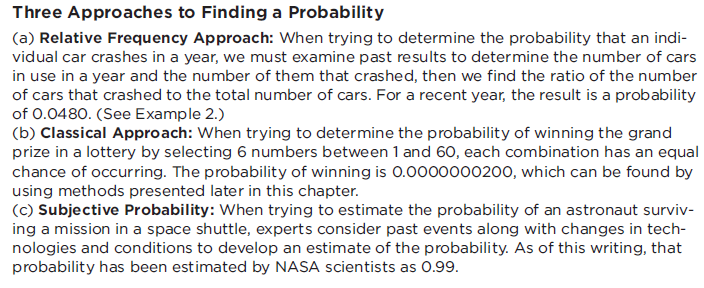 Three Approaches to Finding a Probability
(a) Relative Frequency Approach: When trying to determine the probability that an indi-
vidual car crashes in a year, we must examine past results to determine the number of cars
in use in a year and the number of them that crashed, then we find the ratio of the number
of cars that crashed to the total number of cars. For a recent year, the result is a probability
of 0.0480. (See Example 2.)
(b) Classical Approach: When trying to determine the probability of winning the grand
prize in a lottery by selecting 6 numbers between 1 and 60, each combination has an equal
chance of occurring. The probability of winning is 0.0000000200, which can be found by
using methods presented later in this chapter.
(c) Subjective Probability: When trying to estimate the probability of an astronaut surviv-
ing a mission in a space shuttle, experts consider past events along with changes in tech-
nologies and conditions to develop an estimate of the probability. As of this writing, that
probability has been estimated by NASA scientists as 0.99.